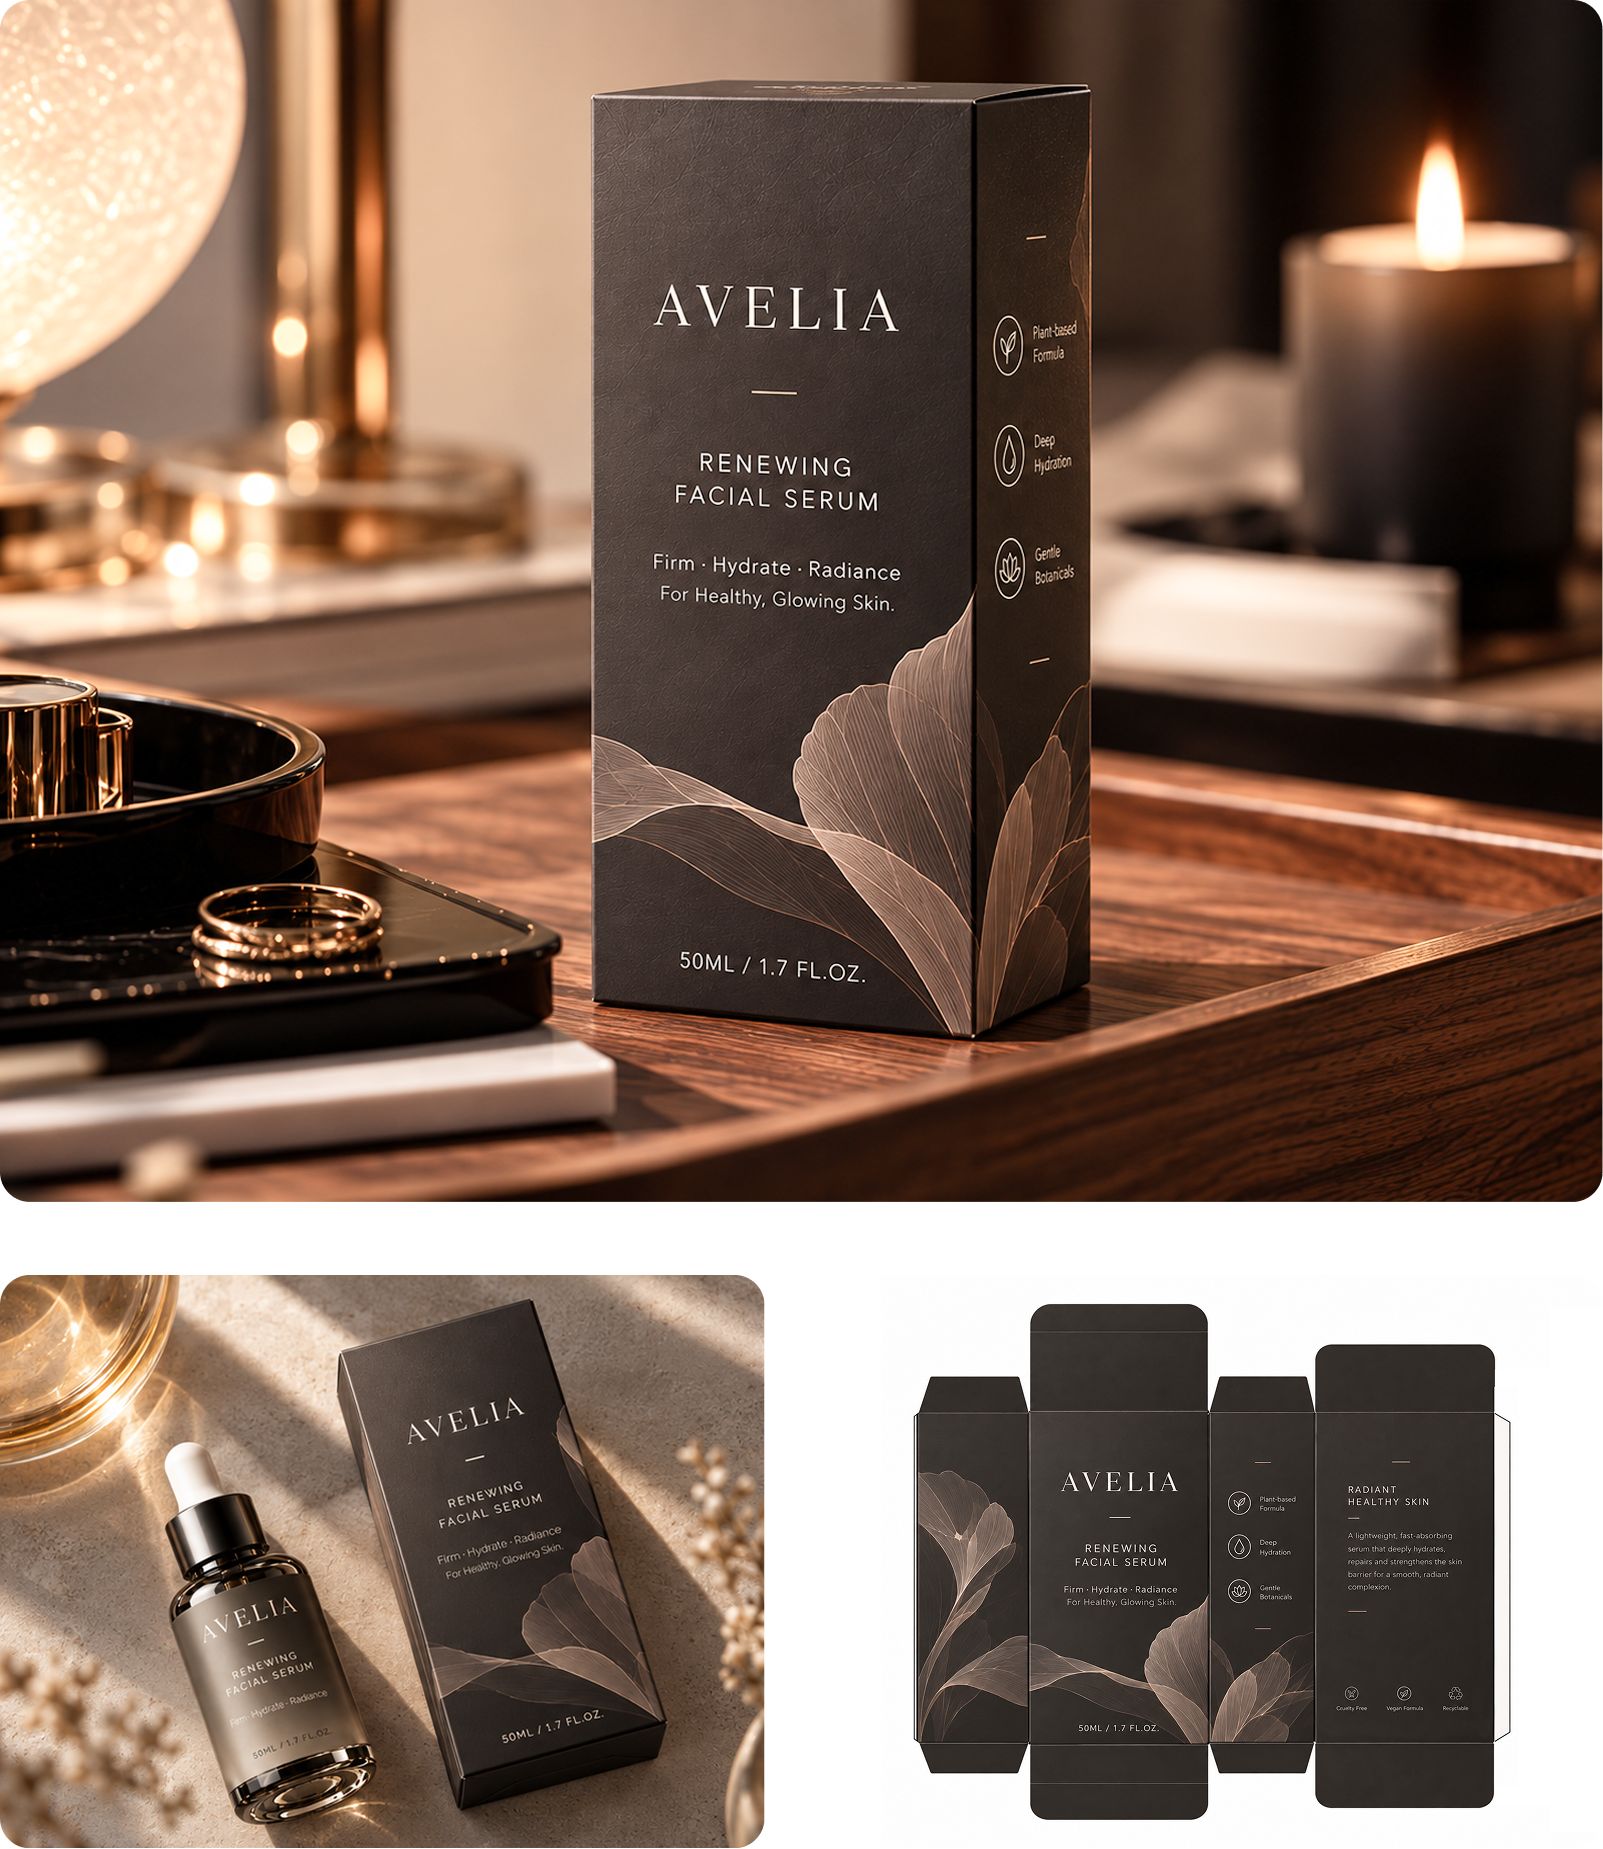 AVELIA
RENEWING
FACIAL SERUM
Firm · Hydrate · Radiance
For Healthy, Glowing Skin.
50ML / 1.7 FL.OZ.
Plant-based
Formula
Deep
Hydration
Gentle
Botanicals
AVELIA
RENEWING
FACIAL SERUM
Firm · Hydrate · Radiance
50ML / 1.7 FL.OZ.
AVELIA
RENEWING
FACIAL SERUM
Firm · Hydrate · Radiance
For Healthy, Glowing Skin.
50ML / 1.7 FL.OZ.
AVELIA
RENEWING
FACIAL SERUM
Firm · Hydrate · Radiance
For Healthy, Glowing Skin.
50ML / 1.7 FL.OZ.
Plant-based
Formula
Deep
Hydration
Gentle
Botanicals
RADIANT
HEALTHY SKIN
A lightweight, fast-absorbing
serum that deeply hydrates,
repairs and strengthens the skin
barrier for a smooth, radiant
complexion.
Cruelty Free
Vegan Formula
Recyclable